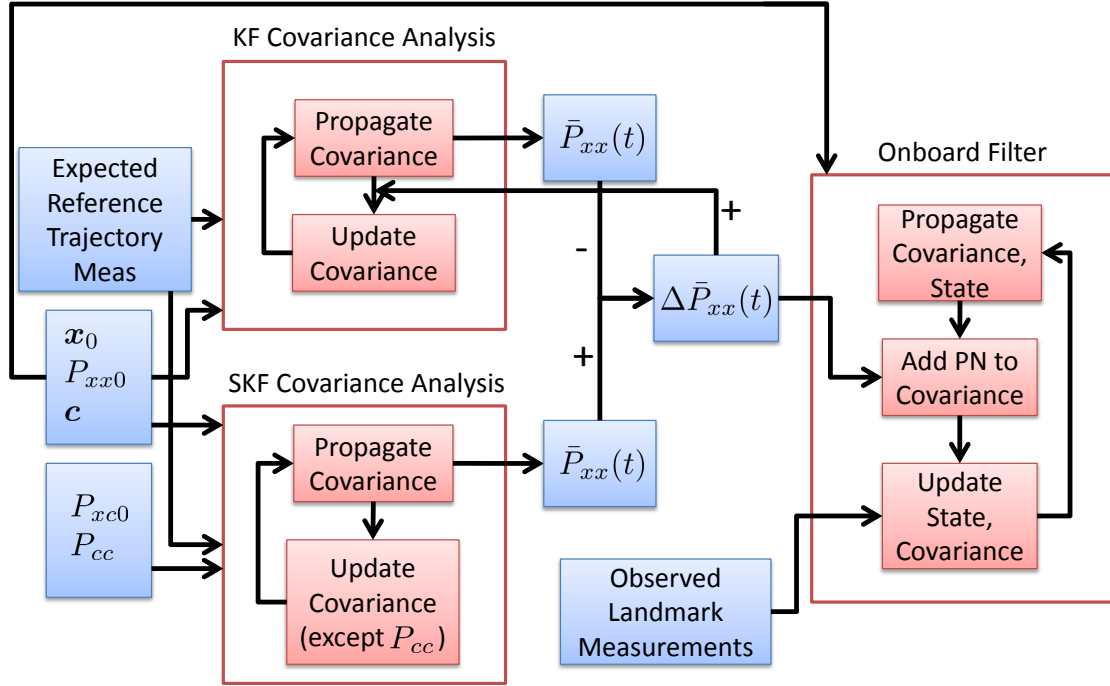 KF Covariance Analysis
Propagate
Covariance
Update
Covariance
P̄xx(t)
Expected
Reference
Trajectory
Meas
x0
Pxx0
c
Pxc0
Pcc
SKF Covariance Analysis
Propagate
Covariance
Update
Covariance
(except Pcc)
P̄xx(t)
-
+
ΔP̄xx(t)
+
Onboard Filter
Propagate
Covariance,
State
Add PN to
Covariance
Update
State,
Covariance
Observed
Landmark
Measurements